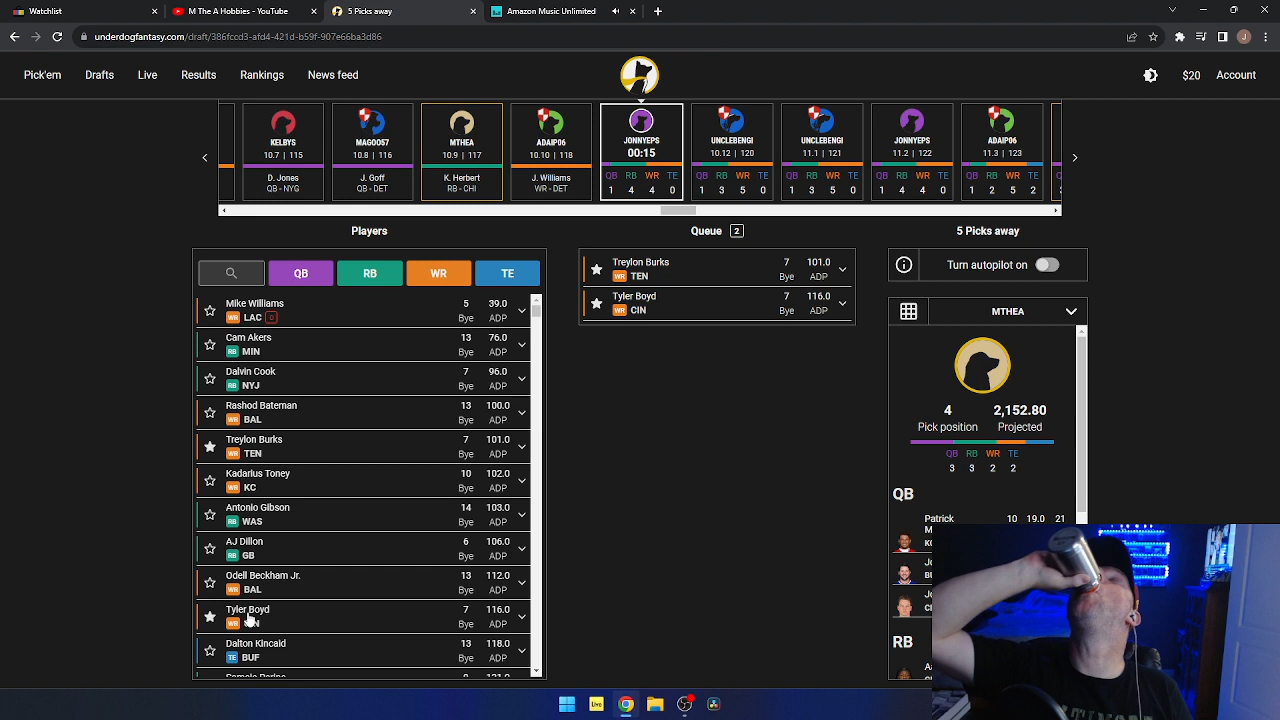 Watchlist
M The A Hobbies - YouTube
5 Picks away
Amazon Music Unlimited
underdogfantasy.com/draft/386fccd3-afd4-421d-b59f-907e66ba3d86
J
Pick'em Drafts Live Results Rankings News feed
$20 Account
KELBYS
10.7 | 115
D. Jones
QB - NYG
MAGOO57
10.8 | 116
J. Goff
QB - DET
MTHEA
10.9 | 117
K. Herbert
RB - CHI
ADAIP06
10.10 | 118
J. Williams
WR - DET
JONNYEPS
00:15
QB RB WR TE
1 4 4 0
UNCLEBENGI
10.12 | 120
QB RB WR TE
1 3 5 0
UNCLEBENGI
11.1 | 121
QB RB WR TE
1 3 5 0
JONNYEPS
11.2 | 122
QB RB WR TE
1 4 4 0
ADAIP06
11.3 | 123
QB RB WR TE
1 2 5 2
Players
QB RB WR TE
Mike Williams 5 39.0
WR LAC O Bye ADP
Cam Akers 13 76.0
RB MIN Bye ADP
Dalvin Cook 7 96.0
RB NYJ Bye ADP
Rashod Bateman 13 100.0
WR BAL Bye ADP
Treylon Burks 7 101.0
WR TEN Bye ADP
Kadarius Toney 10 102.0
WR KC Bye ADP
Antonio Gibson 14 103.0
RB WAS Bye ADP
AJ Dillon 6 106.0
RB GB Bye ADP
Odell Beckham Jr. 13 112.0
WR BAL Bye ADP
Tyler Boyd 7 116.0
WR Bye ADP
Dalton Kincaid 13 118.0
TE BUF Bye ADP
Queue 2
Treylon Burks 7 101.0
WR TEN Bye ADP
Tyler Boyd 7 116.0
WR CIN Bye ADP
5 Picks away
Turn autopilot on
MTHEA
4 2,152.80
Pick position Projected
QB RB WR TE
3 3 2 2
QB
Patrick 10 19.0 21
RB
Live